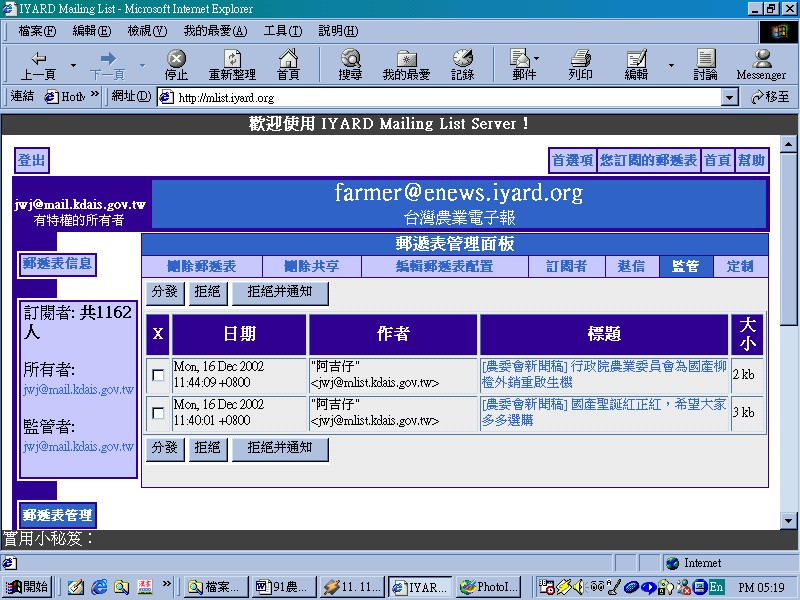 IYARD Mailing List - Microsoft Internet Explorer
檔案(F) 編輯(E) 檢視(V) 我的最愛(A) 工具(T) 說明(H)
上一頁 下一頁 停止 重新整理 首頁 搜尋 我的最愛 記錄 郵件 列印 編輯 討論 Messenger
連結 Hotṁ » 網址(D) http://mlist.iyard.org 移至
歡迎使用 IYARD Mailing List Server !
登出 首選項 您訂閱的郵遞表 首頁 幫助
jwj@mail.kdais.gov.tw
有特權的所有者
farmer@enews.iyard.org
台灣農業電子報
郵遞表信息
訂閱者: 共1162
人
所有者:
jwj@mail.kdais.gov.tw
監管者:
jwj@mail.kdais.gov.tw
郵遞表管理
郵遞表管理面板
刪除郵遞表 刪除共享 編輯郵遞表配置 訂閱者 退信 監管 定制
分發 拒絕 拒絕并通知
X 日期 作者 標題 大小
Mon, 16 Dec 2002
11:44:09 +0800
"阿吉仔"
<jwj@mlist.kdais.gov.tw>
[農委會新聞稿] 行政院農業委員會為國產柳
橙外銷重啟生機
2 kb
Mon, 16 Dec 2002
11:40:01 +0800
"阿吉仔"
<jwj@mlist.kdais.gov.tw>
[農委會新聞稿] 國產聖誕紅正紅，希望大家
多多選購
3 kb
分發 拒絕 拒絕并通知
實用小秘笈：
Internet
開始 » 檔案... 91農... 11. 11... IYAR... PhotoI... En PM 05:19